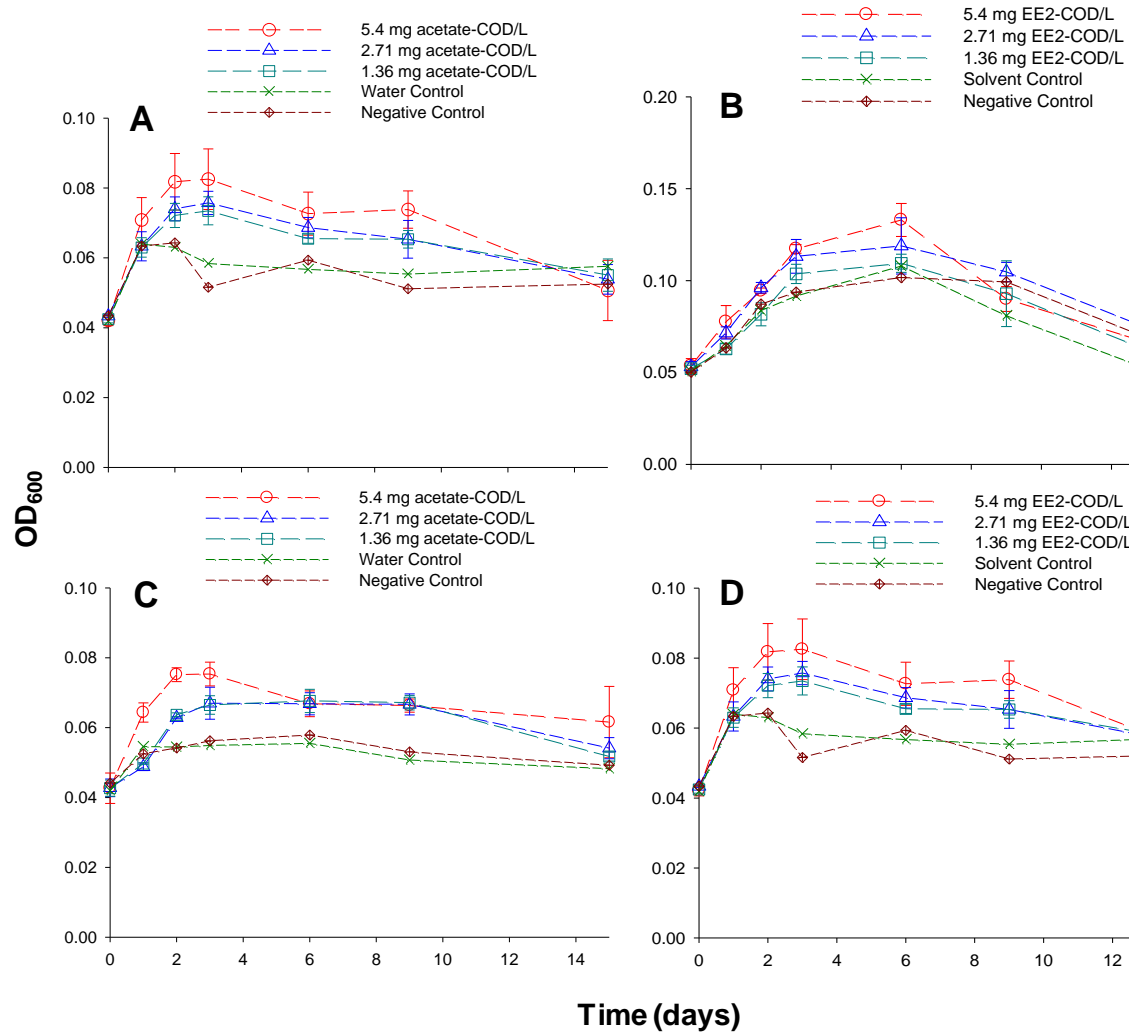 5.4 mg acetate-COD/L
2.71 mg acetate-COD/L
1.36 mg acetate-COD/L
Water Control
Negative Control
A
0.10
0.08
0.06
0.04
0.02
0.00
5.4 mg EE2-COD/L
2.71 mg EE2-COD/L
1.36 mg EE2-COD/L
Solvent Control
Negative Control
B
0.20
0.15
0.10
0.05
0.00
OD600
5.4 mg acetate-COD/L
2.71 mg acetate-COD/L
1.36 mg acetate-COD/L
Water Control
Negative Control
C
0.10
0.08
0.06
0.04
0.02
0.00
0 2 4 6 8 10 12 14
5.4 mg EE2-COD/L
2.71 mg EE2-COD/L
1.36 mg EE2-COD/L
Solvent Control
Negative Control
D
0.10
0.08
0.06
0.04
0.02
0.00
0 2 4 6 8 10 12
Time (days)